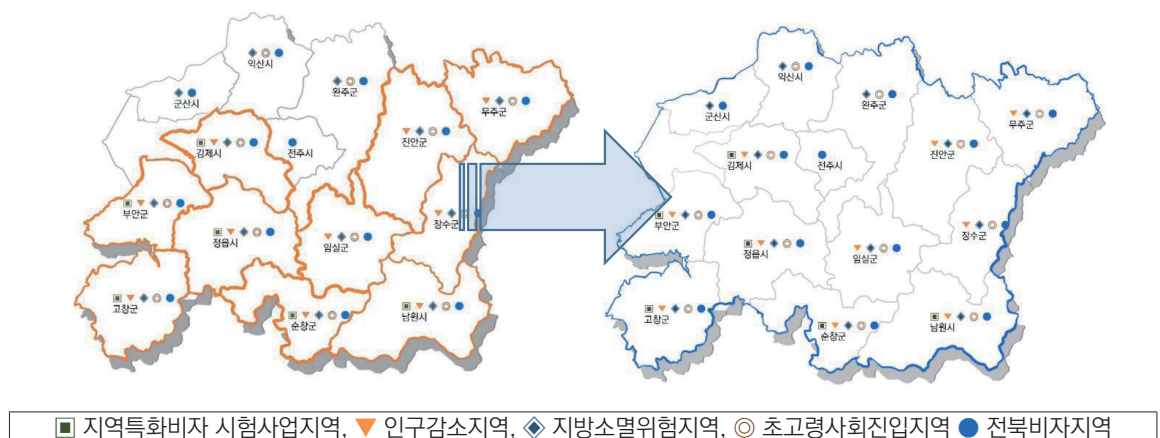 익산시
완주군
군산시
무주군
김제시
전주시
진안군
부안군
정읍시
임실군
장수군
고창군
순창군
남원시
익산시
완주군
군산시
무주군
김제시
전주시
진안군
부안군
정읍시
임실군
장수군
고창군
순창군
남원시
지역특화비자 시험사업지역, 인구감소지역, 지방소멸위험지역, 초고령사회진입지역 전북비자지역